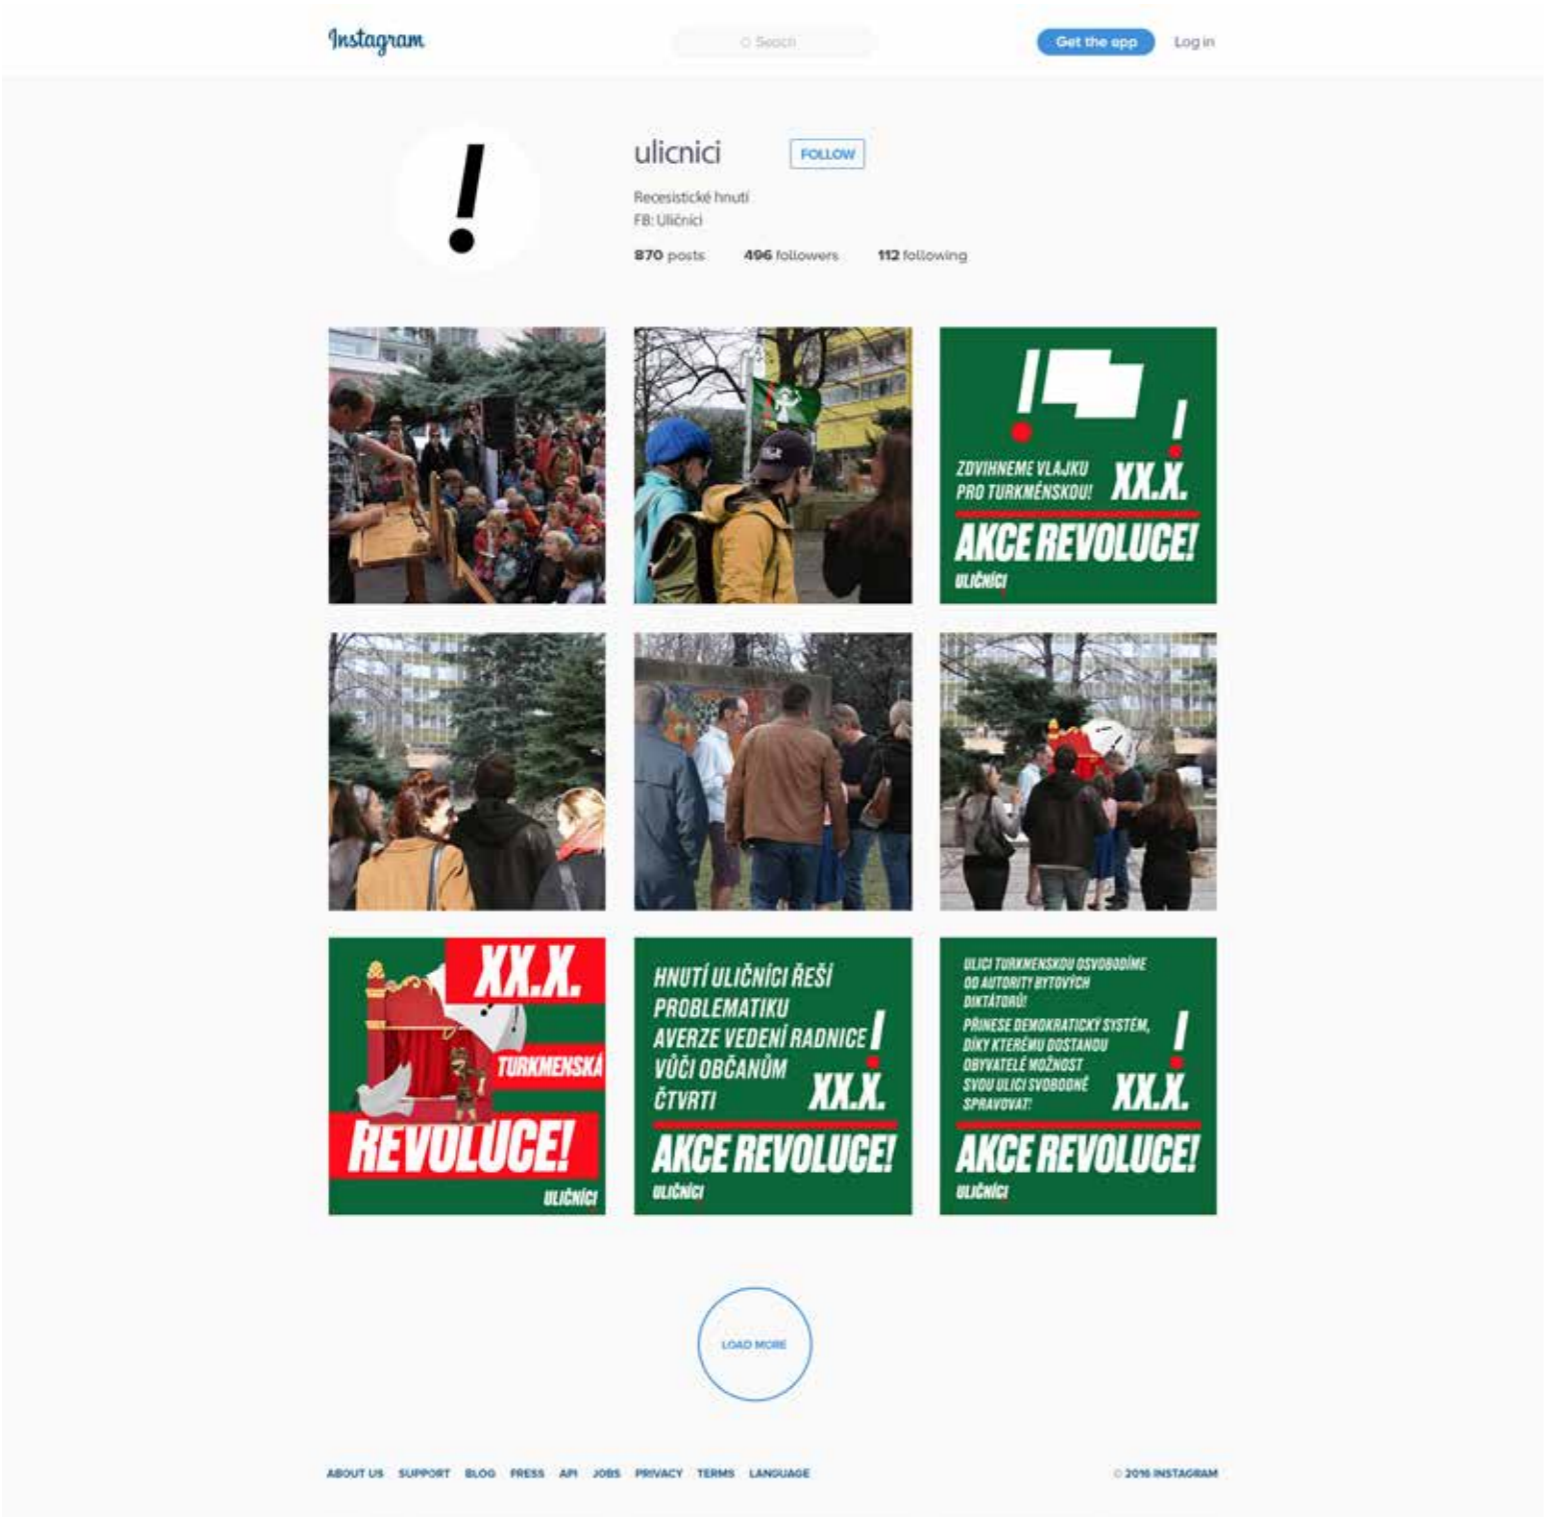 Instagram
Search
Get the app
Log in
ulicnici
FOLLOW
Recesistické hnutí
FB: Uličníci
870 posts 496 followers 112 following
ZDVIHNEME VLAJKU
PRO TURKMÉNSKOU!
XX.X.
AKCE REVOLUCE!
ULIČNÍCI
XX.X.
TURKMENSKÁ
REVOLUCE!
ULIČNÍCI
HNUTÍ ULIČNÍCI ŘEŠÍ
PROBLEMATIKU
AVERZE VEDENÍ RADNICE
VŮČI OBČANŮM
ČTVRTI
XX.X.
AKCE REVOLUCE!
ULIČNÍCI
ULICI TURKMENSKOU OSVOBODÍME
OD AUTORITY BYTOVÝCH
DIKTÁTORŮ!
PŘINESE DEMOKRATICKÝ SYSTÉM,
DÍKY KTERÉMU DOSTANOU
OBYVATELÉ MOŽNOST
SVOU ULICI SVOBODNĚ
SPRAVOVAT!
XX.X.
AKCE REVOLUCE!
ULIČNÍCI
LOAD MORE
ABOUT US SUPPORT BLOG PRESS API JOBS PRIVACY TERMS LANGUAGE
© 2016 INSTAGRAM